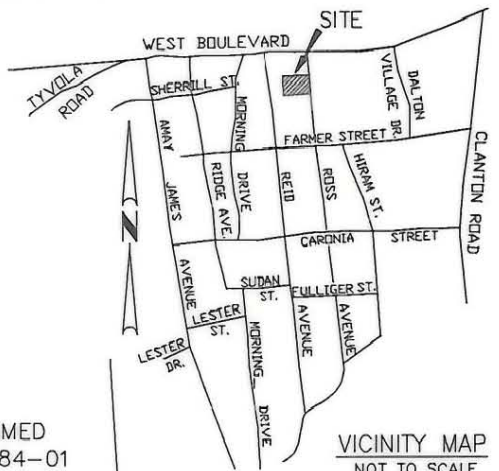 SITE
WEST BOULEVARD
TYVOLA
ROAD
SHERRILL ST.
MORNING
DRIVE
VILLAGE DR.
DALTON
FARMER STREET
AMAY
JAMES
AVENUE
RIDGE AVE.
REID
AVENUE
ROSS
AVENUE
HIRAM ST.
CLANTON ROAD
CARONIA STREET
SUDAN
ST.
FULLIGER ST.
LESTER
ST.
LESTER
DR.
MORNING
DRIVE
N
MED
84-01
VICINITY MAP
NOT TO SCALE